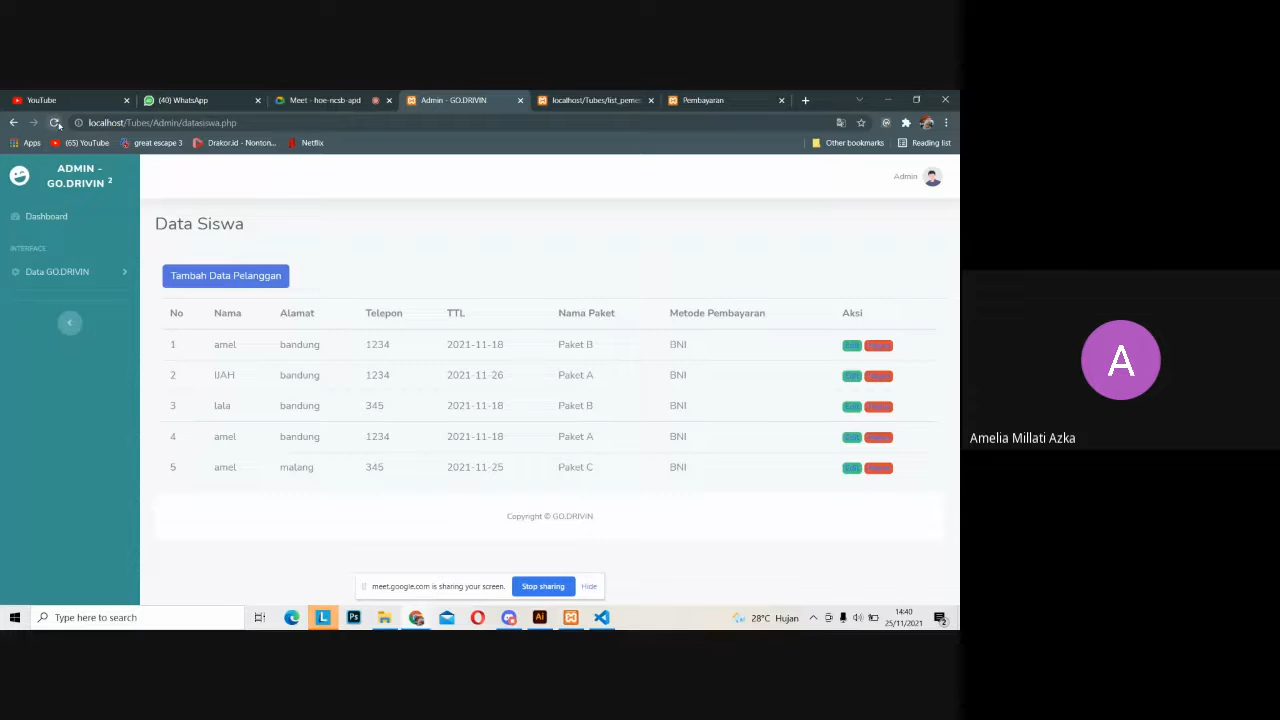 YouTube
(40) WhatsApp
Meet - hoe-ncsb-apd
Admin - GO.DRIVIN
localhost/Tubes/list_pemes
Pembayaran
localhost/Tubes/Admin/datasiswa.php
Apps
(65) YouTube
great escape 3
Drakor.id - Nonton...
Netflix
Other bookmarks
Reading list
ADMIN -
GO.DRIVIN 2
Admin
Dashboard
INTERFACE
Data GO.DRIVIN
Data Siswa
Tambah Data Pelanggan
No Nama Alamat Telepon TTL Nama Paket Metode Pembayaran Aksi
1 amel bandung 1234 2021-11-18 Paket B BNI Edit
2 IJAH bandung 1234 2021-11-26 Paket A BNI Edit
3 lala bandung 345 2021-11-18 Paket B BNI Edit
4 amel bandung 1234 2021-11-18 Paket A BNI Edit
5 amel malang 345 2021-11-25 Paket C BNI Edit
Copyright © GO.DRIVIN
meet.google.com is sharing your screen.
Stop sharing
Hide
Type here to search
28°C Hujan
14:40
25/11/2021
A
Amelia Millati Azka